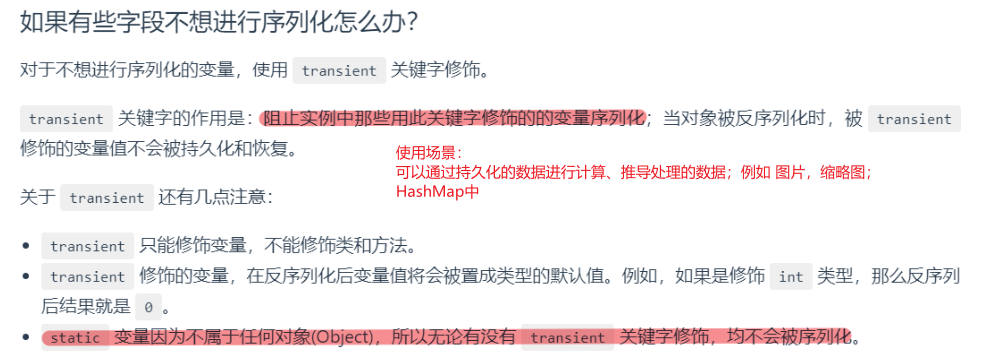 如果有些字段不想进行序列化怎么办？
对于不想进行序列化的变量，使用 transient 关键字修饰。
transient 关键字的作用是：阻止实例中那些用此关键字修饰的的变量序列化；当对象被反序列化时，被 transient
修饰的变量值不会被持久化和恢复。
使用场景：
可以通过持久化的数据进行计算、推导处理的数据；例如 图片，缩略图；
HashMap中
关于 transient 还有几点注意：
• transient 只能修饰变量，不能修饰类和方法。
• transient 修饰的变量，在反序列化后变量值将会被置成类型的默认值。例如，如果是修饰 int 类型，那么反序列
后结果就是 0 。
• static 变量因为不属于任何对象(Object)，所以无论有没有 transient 关键字修饰，均不会被序列化。